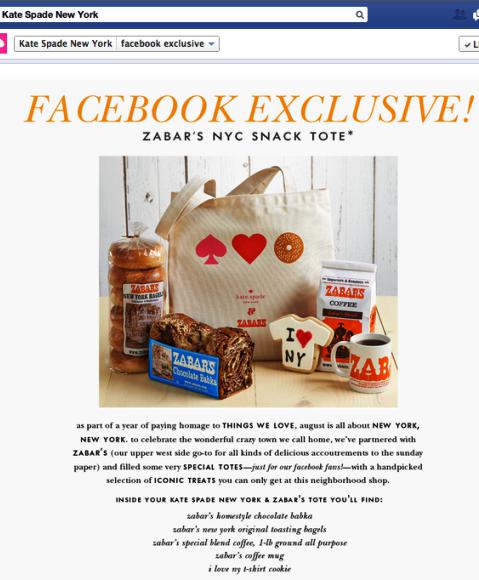 Kate Spade New York
Kate Spade New York facebook exclusive
FACEBOOK EXCLUSIVE!
ZABAR'S NYC SNACK TOTE*
kate spade
NEW YORK
&
ZABAR'S
ZABAR'S
NEW YORK BAGELS
ZABAR'S
Chocolate Babka
I ♥ NY
ZABAR'S
COFFEE
ZAB
as part of a year of paying homage to THINGS WE LOVE, august is all about NEW YORK,
NEW YORK. to celebrate the wonderful crazy town we call home, we've partnered with
ZABAR'S (our upper west side go-to for all kinds of delicious accoutrements to the sunday
paper) and filled some very SPECIAL TOTES—just for our facebook fans!—with a handpicked
selection of ICONIC TREATS you can only get at this neighborhood shop.
INSIDE YOUR KATE SPADE NEW YORK & ZABAR'S TOTE YOU'LL FIND:
zabar's homestyle chocolate babka
zabar's new york original toasting bagels
zabar's special blend coffee, 1-lb ground all purpose
zabar's coffee mug
i love ny t-shirt cookie